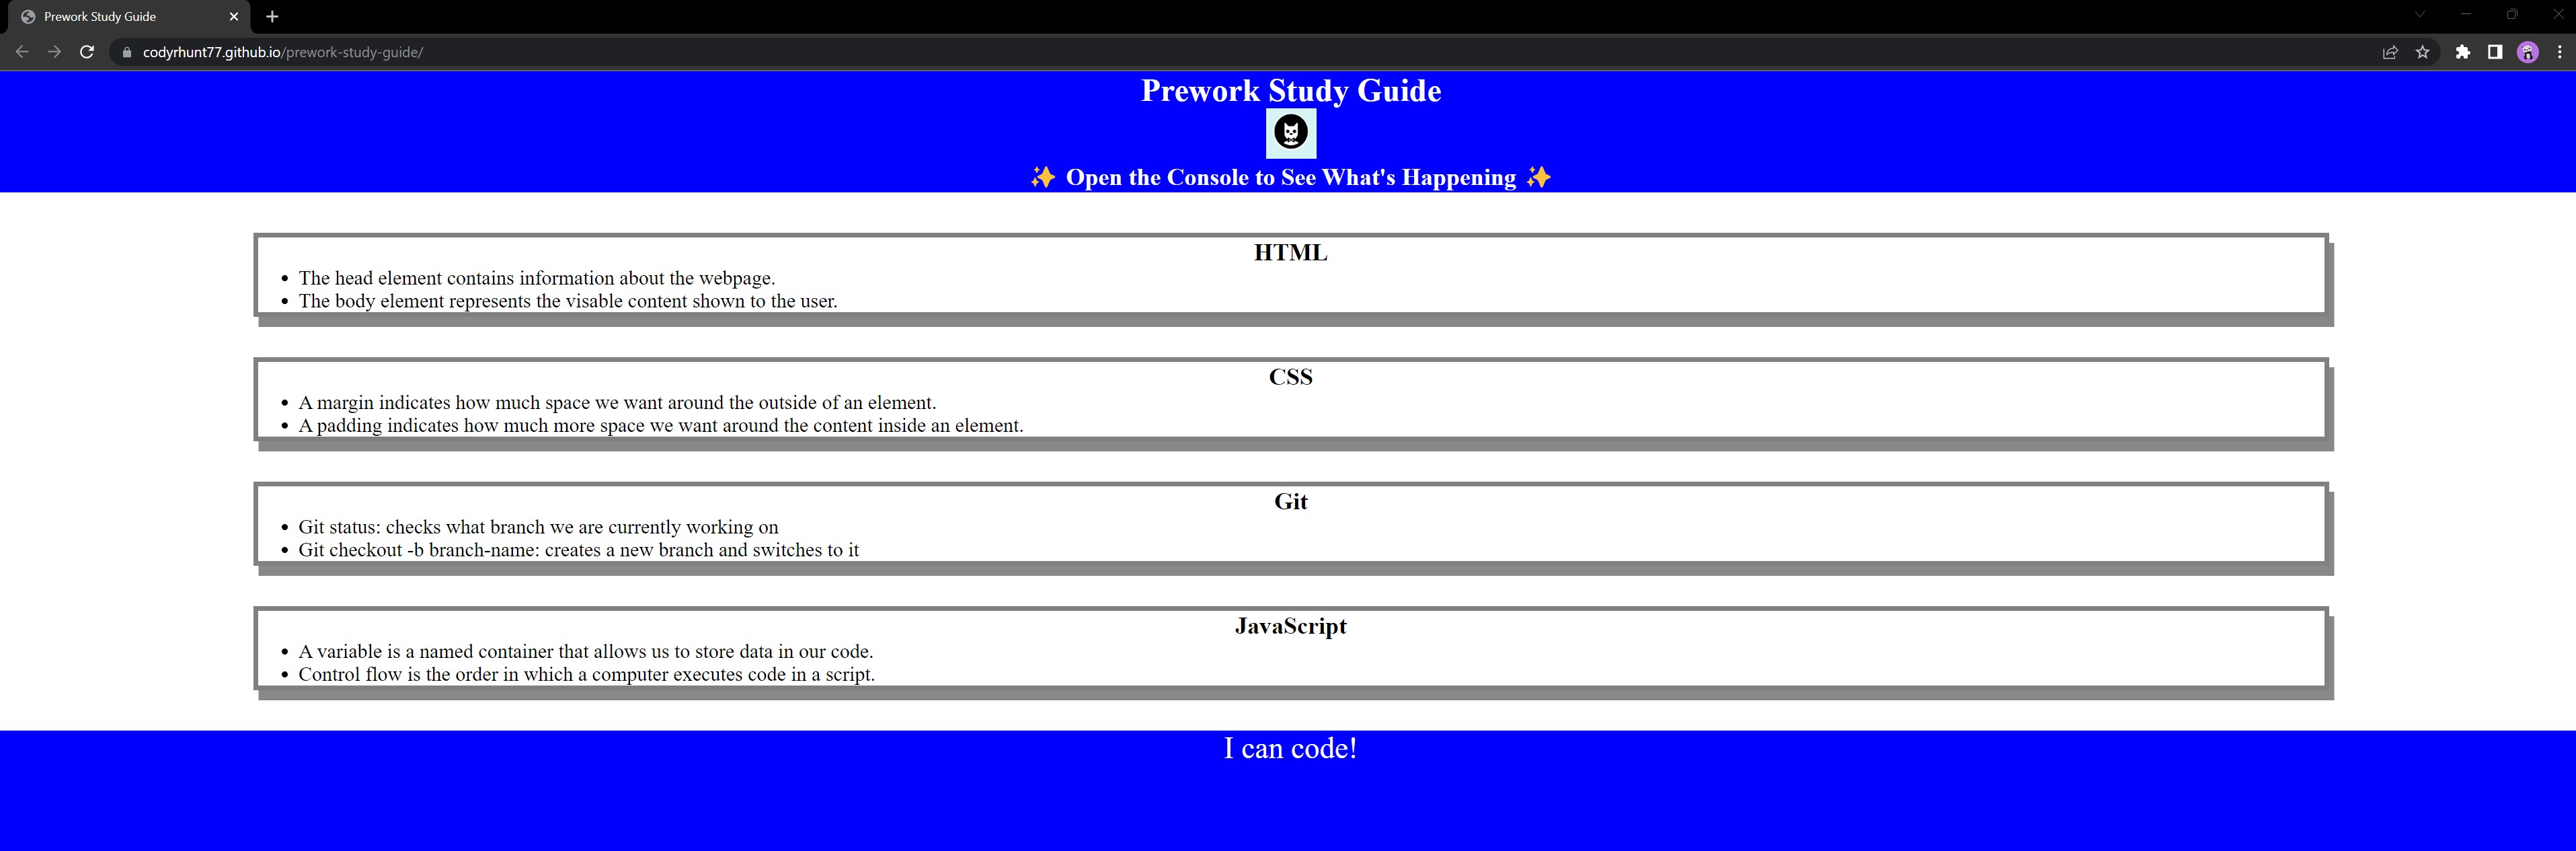 Prework Study Guide
codyrhunt77.github.io/prework-study-guide/
Prework Study Guide
✨ Open the Console to See What's Happening ✨
HTML
• The head element contains information about the webpage.
• The body element represents the visable content shown to the user.
CSS
• A margin indicates how much space we want around the outside of an element.
• A padding indicates how much more space we want around the content inside an element.
Git
• Git status: checks what branch we are currently working on
• Git checkout -b branch-name: creates a new branch and switches to it
JavaScript
• A variable is a named container that allows us to store data in our code.
• Control flow is the order in which a computer executes code in a script.
I can code!